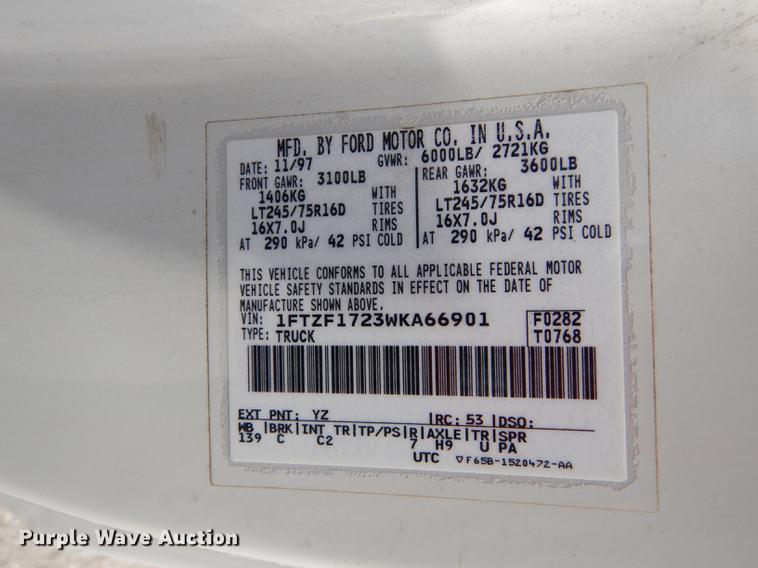 MFD. BY FORD MOTOR CO. IN U.S.A.
DATE: 11/97 GVWR: 6000LB/ 2721KG
FRONT GAWR: 3100LB REAR GAWR: 3600LB
1406KG WITH 1632KG WITH
LT245/75R16D TIRES LT245/75R16D TIRES
16X7.0J RIMS 16X7.0J RIMS
AT 290 kPa/ 42 PSI COLD AT 290 kPa/ 42 PSI COLD
THIS VEHICLE CONFORMS TO ALL APPLICABLE FEDERAL MOTOR
VEHICLE SAFETY STANDARDS IN EFFECT ON THE DATE OF
MANUFACTURE SHOWN ABOVE.
VIN: 1FTZF1723WKA66901 F0282
TYPE: TRUCK T0768
EXT PNT: YZ RC: 53 DSO:
WB BRK INT TR TP/PS R AXLE TR SPR
139 C C2 7 H9 U PA
UTC ▽F65B-1520472-AA
Purple Wave Auction